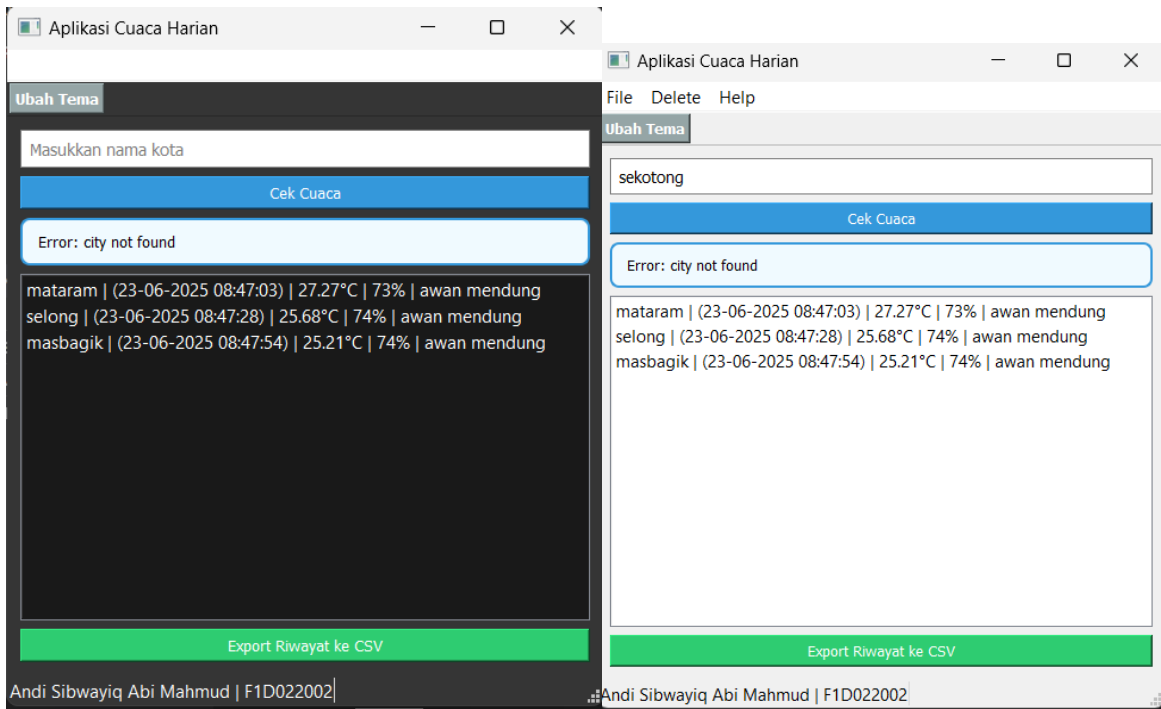 Aplikasi Cuaca Harian
Ubah Tema
Masukkan nama kota
Cek Cuaca
Error: city not found
mataram | (23-06-2025 08:47:03) | 27.27°C | 73% | awan mendung
selong | (23-06-2025 08:47:28) | 25.68°C | 74% | awan mendung
masbagik | (23-06-2025 08:47:54) | 25.21°C | 74% | awan mendung
Export Riwayat ke CSV
Andi Sibwayiq Abi Mahmud | F1D022002
Aplikasi Cuaca Harian
File Delete Help
Ubah Tema
sekotong
Cek Cuaca
Error: city not found
mataram | (23-06-2025 08:47:03) | 27.27°C | 73% | awan mendung
selong | (23-06-2025 08:47:28) | 25.68°C | 74% | awan mendung
masbagik | (23-06-2025 08:47:54) | 25.21°C | 74% | awan mendung
Export Riwayat ke CSV
Andi Sibwayiq Abi Mahmud | F1D022002